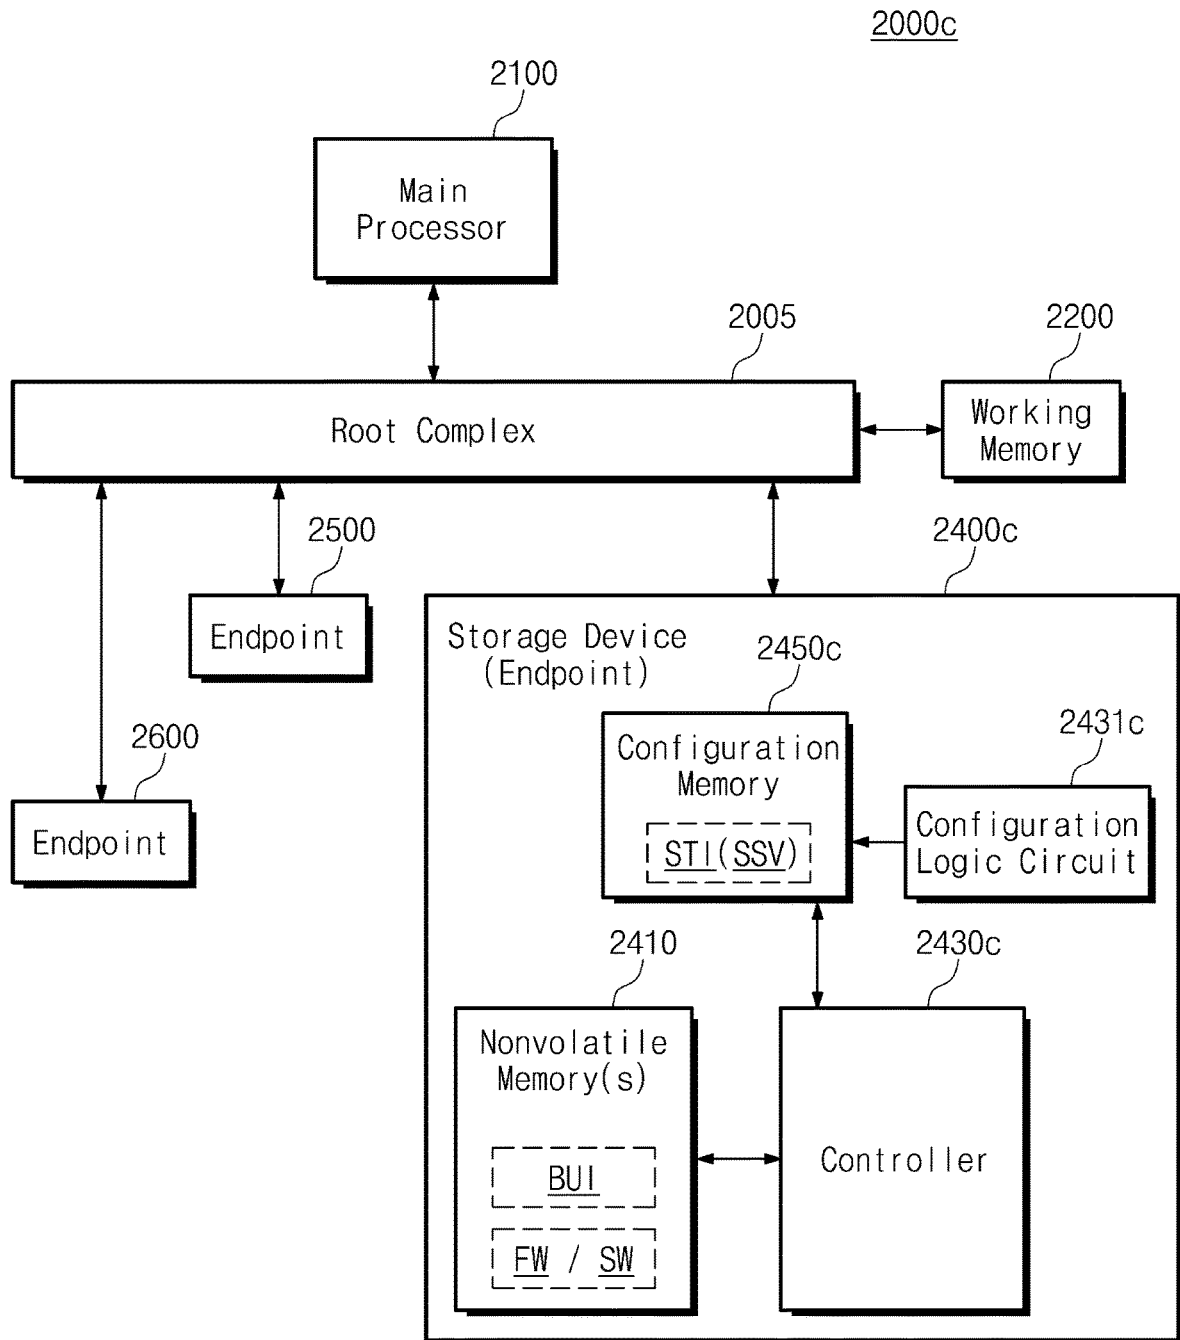 2000c
2100
Main
Processor
2005
2200
Root Complex
Working
Memory
2500
2400c
Endpoint
Storage Device
(Endpoint)
2450c
2600
Configuration
Memory
2431c
Endpoint
STI(SSV)
Configuration
Logic Circuit
2410
2430c
Nonvolatile
Memory(s)
BUI
FW / SW
Controller